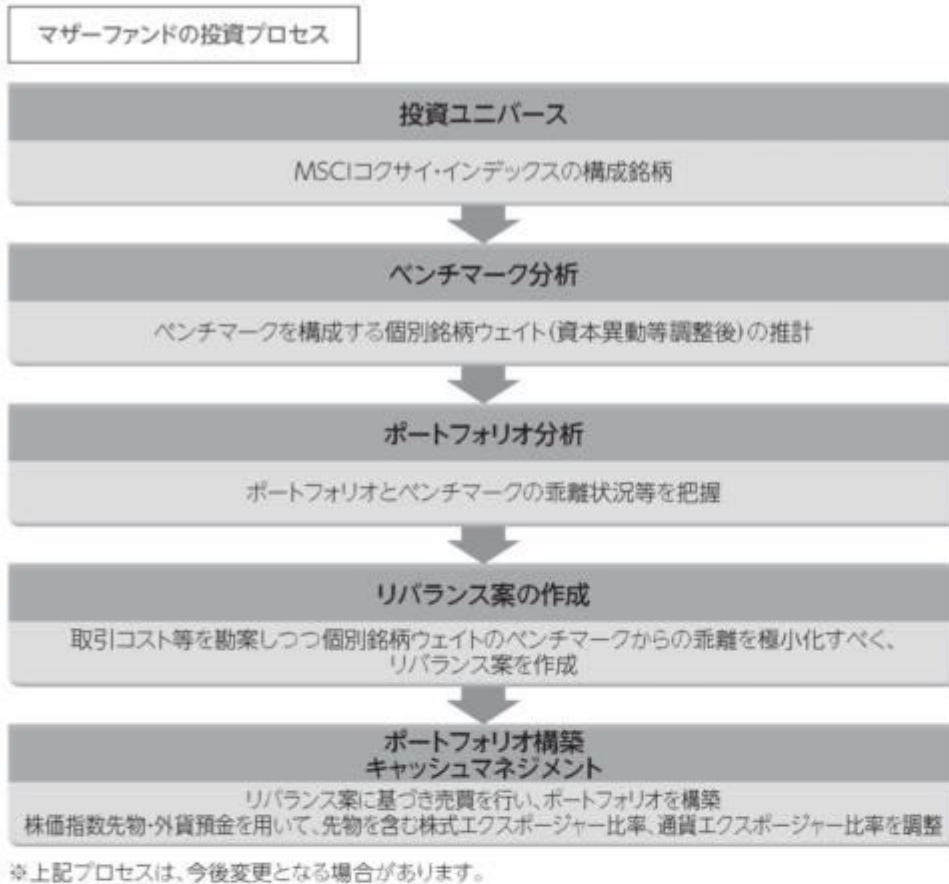 マザーファンドの投資プロセス
投資ユニバース
MSCIコクサイ・インデックスの構成銘柄
ベンチマーク分析
ベンチマークを構成する個別銘柄ウェイト(資本異動等調整後)の推計
ポートフォリオ分析
ポートフォリオとベンチマークの乖離状況等を把握
リバランス案の作成
取引コスト等を勘案しつつ個別銘柄ウェイトのベンチマークからの乖離を極小化すべく、
リバランス案を作成
ポートフォリオ構築
キャッシュマネジメント
リバランス案に基づき売買を行い、ポートフォリオを構築
株価指数先物・外貨預金を用いて、先物を含む株式エクスポージャー比率、通貨エクスポージャー比率を調整
※上記プロセスは、今後変更となる場合があります。